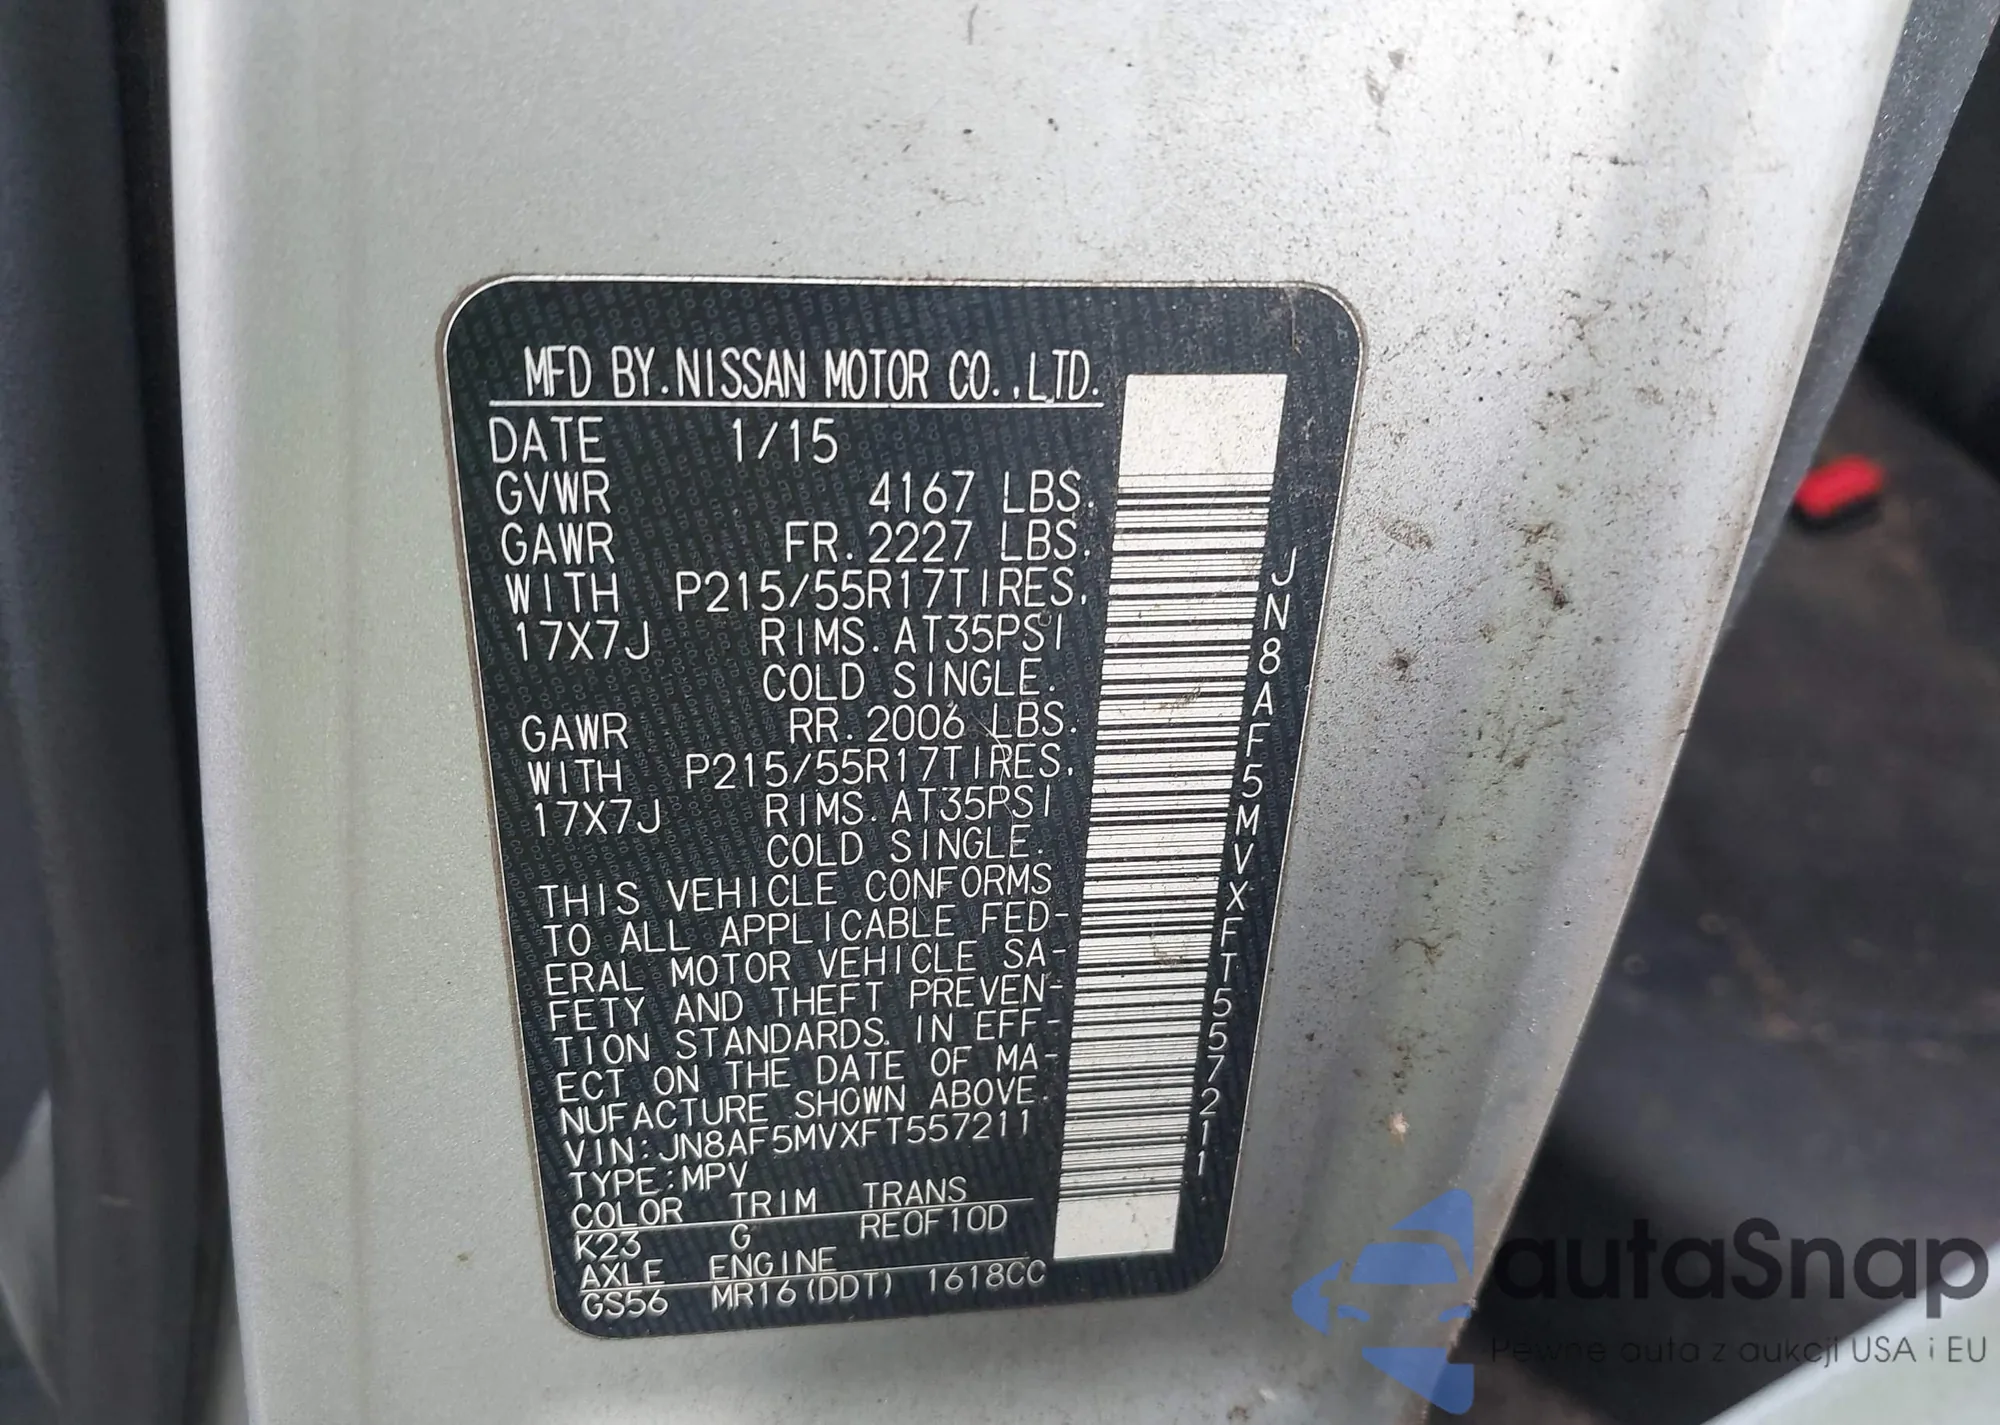 MFD BY.NISSAN MOTOR CO.,LTD.
DATE 1/15
GVWR 4167 LBS.
GAWR FR.2227 LBS.
WITH P215/55R17TIRES,
17X7J RIMS.AT35PSI
COLD SINGLE.
GAWR RR.2006 LBS.
WITH P215/55R17TIRES,
17X7J RIMS.AT35PSI
COLD SINGLE.
THIS VEHICLE CONFORMS
TO ALL APPLICABLE FED-
ERAL MOTOR VEHICLE SA-
FETY AND THEFT PREVEN-
TION STANDARDS IN EFF-
ECT ON THE DATE OF MA-
NUFACTURE SHOWN ABOVE.
VIN:JN8AF5MVXFT557211
TYPE:MPV
COLOR TRIM TRANS
K23 G RE0F10D
AXLE ENGINE
GS56 MR16(DDT) 1618CC
JN8AF5MVXFT557211
autaSnap
Pewne auta z aukcji USA i EU